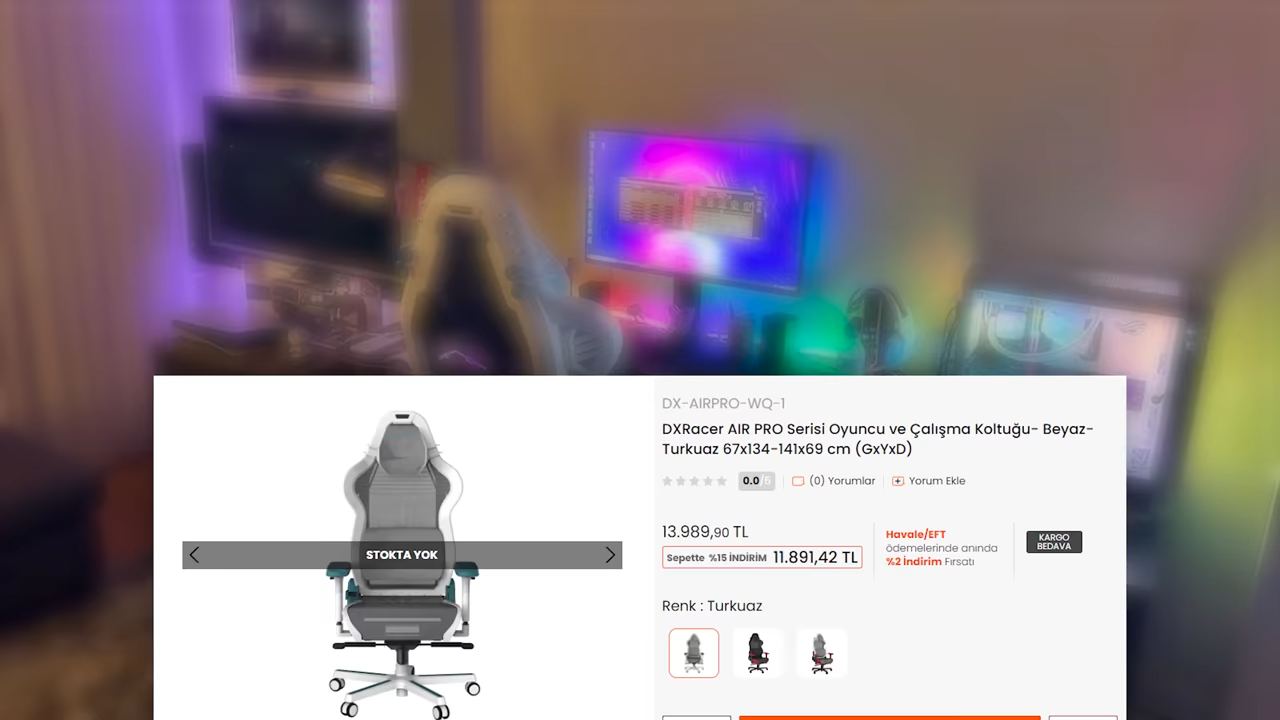 DX-AIRPRO-WQ-1
DXRacer AIR PRO Serisi Oyuncu ve Çalışma Koltuğu- Beyaz-
Turkuaz 67x134-141x69 cm (GxYxD)
0.0
(0) Yorumlar
Yorum Ekle
STOKTA YOK
13.989,90 TL
Sepette %15 İNDİRİM 11.891,42 TL
Havale/EFT
ödemelerinde anında
%2 İndirim Fırsatı
KARGO
BEDAVA
Renk : Turkuaz